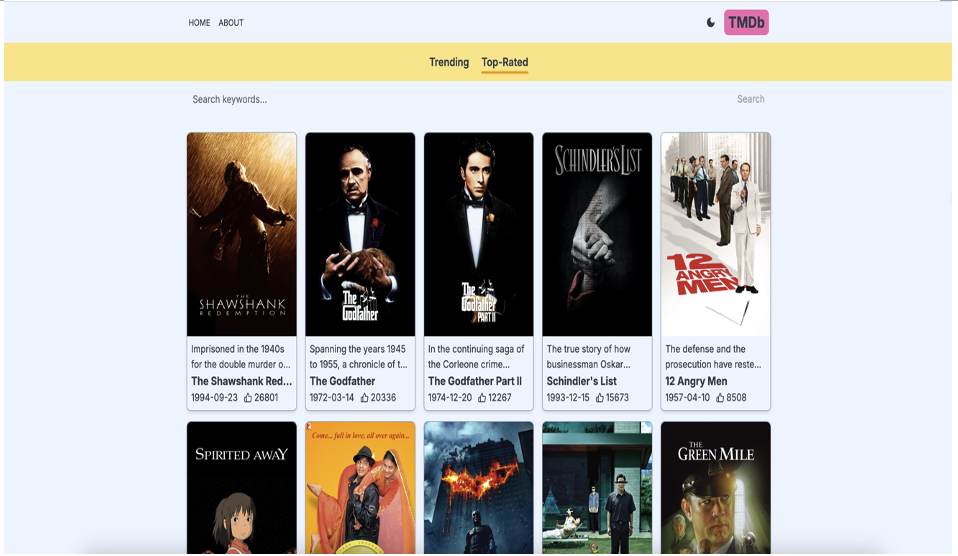 HOME ABOUT TMDb
Trending Top-Rated
Search keywords... Search
THE
SHAWSHANK
REDEMPTION
The
Godfather
The
Godfather
PART II
SCHINDLER'S LIST
12
ANGRY
MEN
Imprisoned in the 1940s
for the double murder o...
The Shawshank Red...
1994-09-23 26801
Spanning the years 1945
to 1955, a chronicle of t...
The Godfather
1972-03-14 20336
In the continuing saga of
the Corleone crime...
The Godfather Part II
1974-12-20 12267
The true story of how
businessman Oskar...
Schindler's List
1993-12-15 15673
The defense and the
prosecution have reste...
12 Angry Men
1957-04-10 8508
SPIRITED AWAY
Come... fall in love, all over again...
THE
GREEN MILE